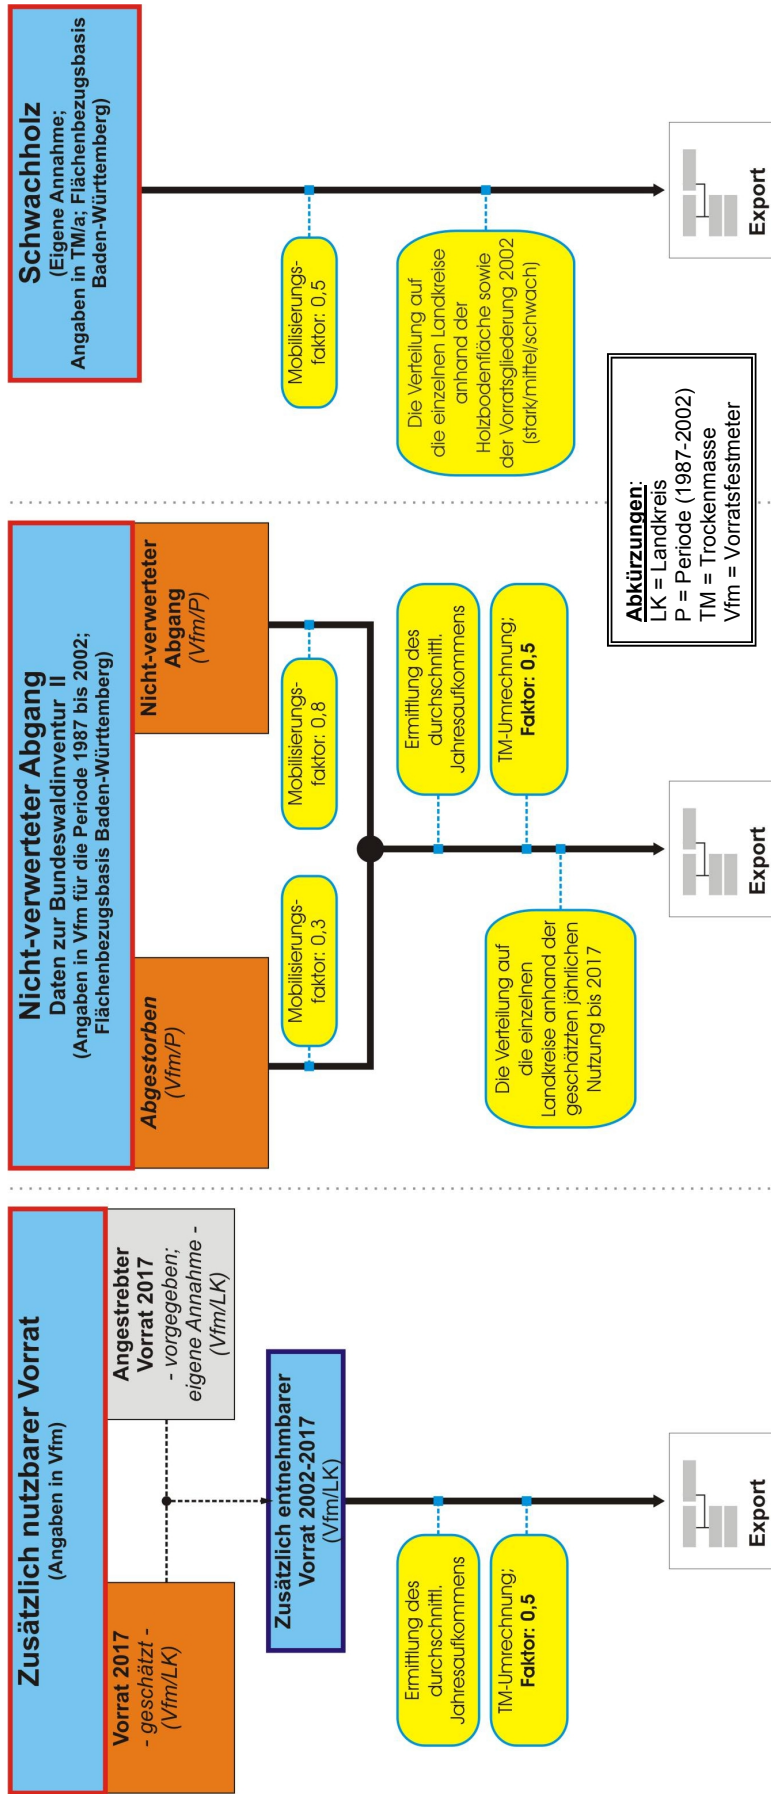 Zusätzlich nutzbarer Vorrat
(Angaben in Vfm)
Vorrat 2017
- geschätzt -
(Vfm/LK)
Angestrebter
Vorrat 2017
- vorgegeben;
eigene Annahme -
(Vfm/LK)
Zusätzlich entnehmbarer
Vorrat 2002-2017
(Vfm/LK)
Ermittlung des
durchschnittl.
Jahresaufkommens
TM-Umrechnung;
Faktor: 0,5
Export
Nicht-verwerteter Abgang
Daten zur Bundeswaldinventur II
(Angaben in Vfm für die Periode 1987 bis 2002;
Flächenbezugsbasis Baden-Württemberg)
Abgestorben
(Vfm/P)
Nicht-verwerteter
Abgang
(Vfm/P)
Mobilisierungs-
faktor: 0,3
Mobilisierungs-
faktor: 0,8
Ermittlung des
durchschnittl.
Jahresaufkommens
TM-Umrechnung;
Faktor: 0,5
Die Verteilung auf
die einzelnen
Landkreise anhand der
geschätzten jährlichen
Nutzung bis 2017
Export
Schwachholz
(Eigene Annahme;
Angaben in TM/a; Flächenbezugsbasis
Baden-Württemberg)
Mobilisierungs-
faktor: 0,5
Die Verteilung auf
die einzelnen Landkreise
anhand der
Holzbodenfläche sowie
der Vorratsgliederung 2002
(stark/mittel/schwach)
Export
Abkürzungen:
LK = Landkreis
P = Periode (1987-2002)
TM = Trockenmasse
Vfm = Vorratsfestmeter